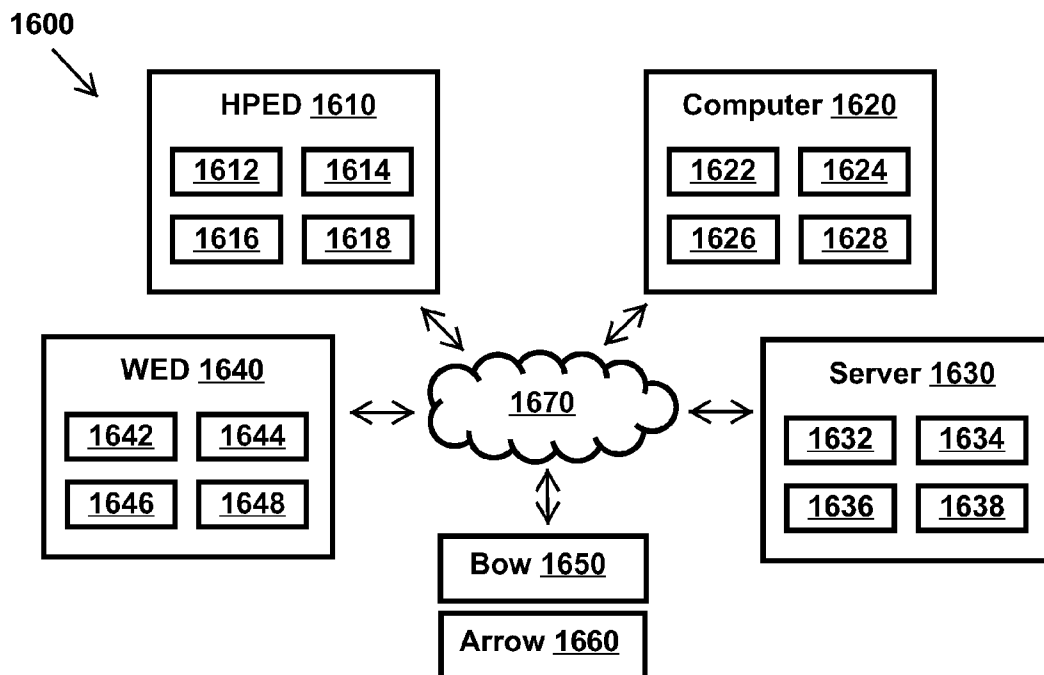 1600
HPED 1610
1612 1614
1616 1618
Computer 1620
1622 1624
1626 1628
WED 1640
1642 1644
1646 1648
1670
Server 1630
1632 1634
1636 1638
Bow 1650
Arrow 1660